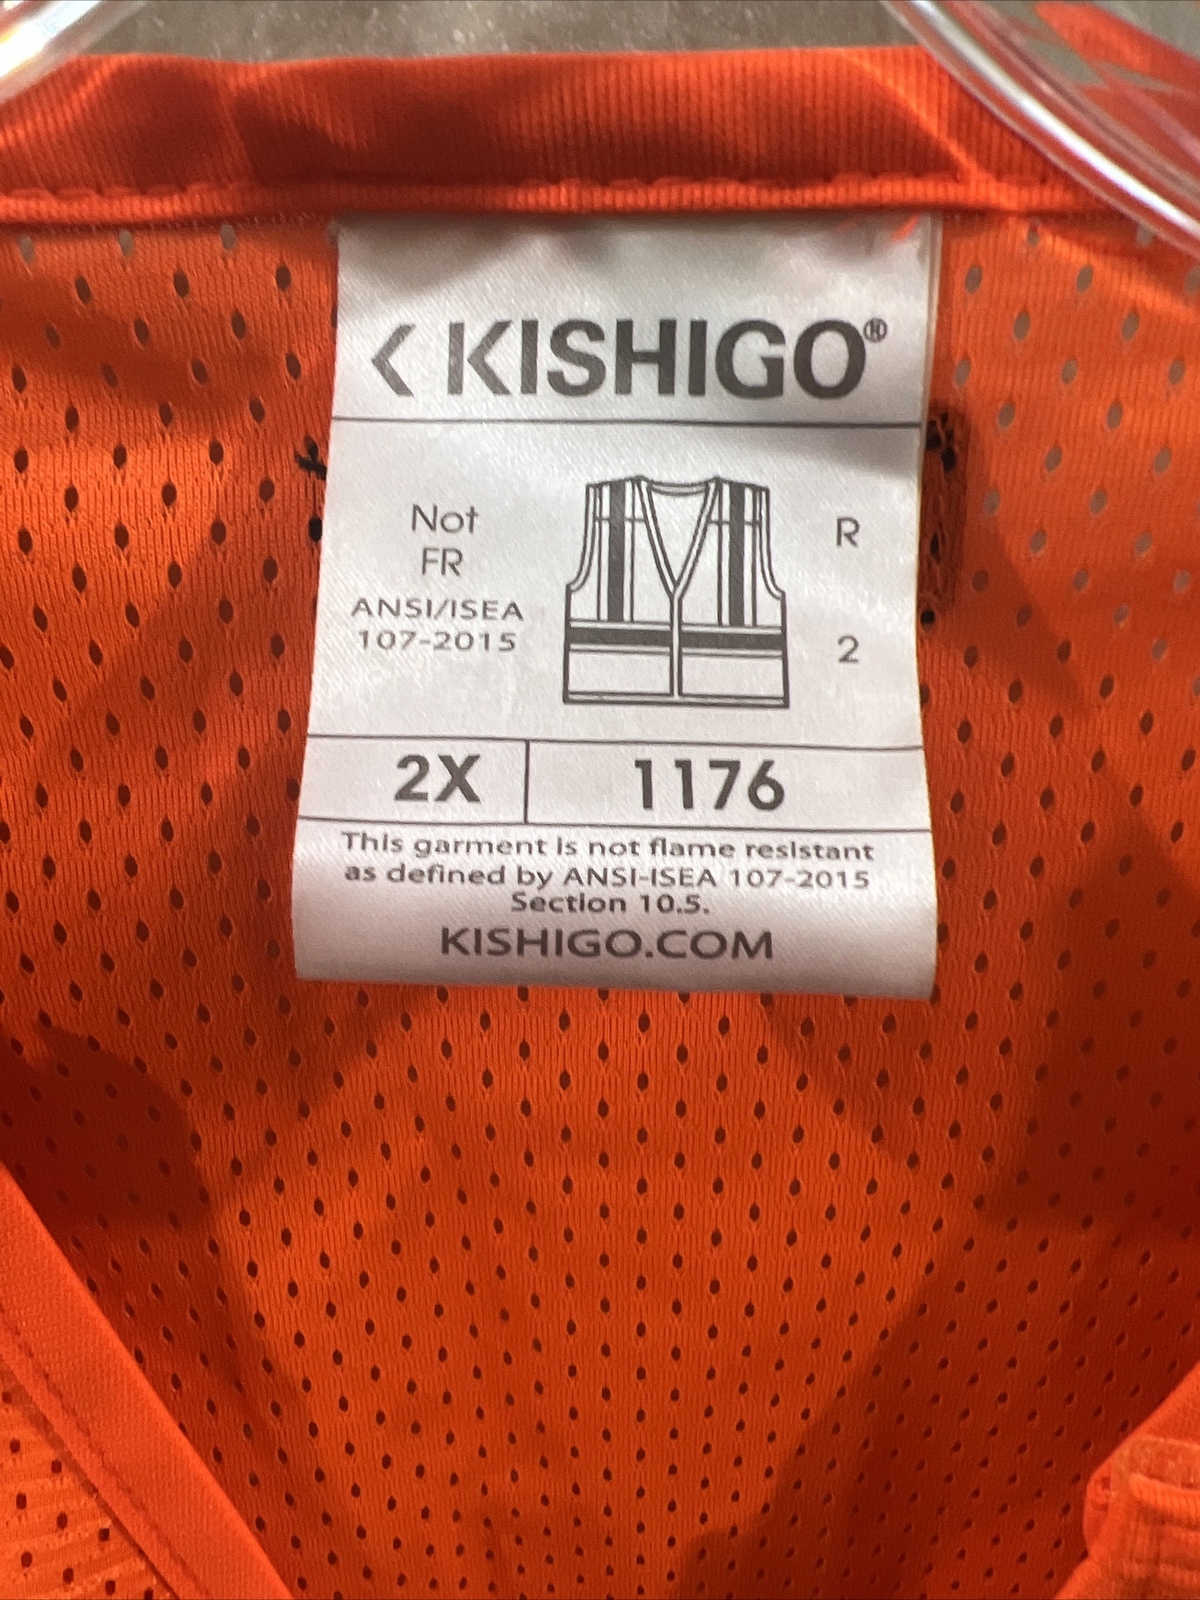 KISHIGO®
Not
FR
ANSI/ISEA
107-2015
R
2
2X
1176
This garment is not flame resistant
as defined by ANSI-ISEA 107-2015
Section 10.5.
KISHIGO.COM